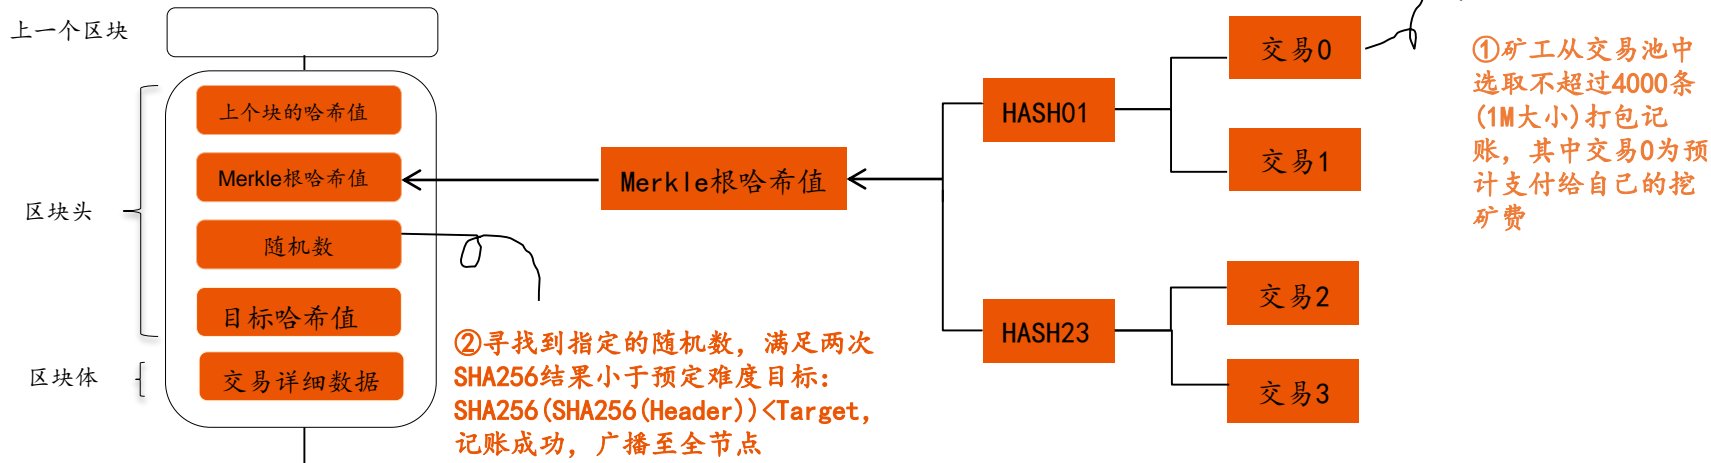 上一个区块
区块头
上个块的哈希值
Merkle根哈希值
随机数
目标哈希值
区块体
交易详细数据
②寻找到指定的随机数，满足两次
SHA256结果小于预定难度目标：
SHA256(SHA256(Header))<Target，
记账成功，广播至全节点
Merkle根哈希值
HASH01
HASH23
交易0
交易1
交易2
交易3
①矿工从交易池中
选取不超过4000条
(1M大小)打包记
账，其中交易0为预
计支付给自己的挖
矿费